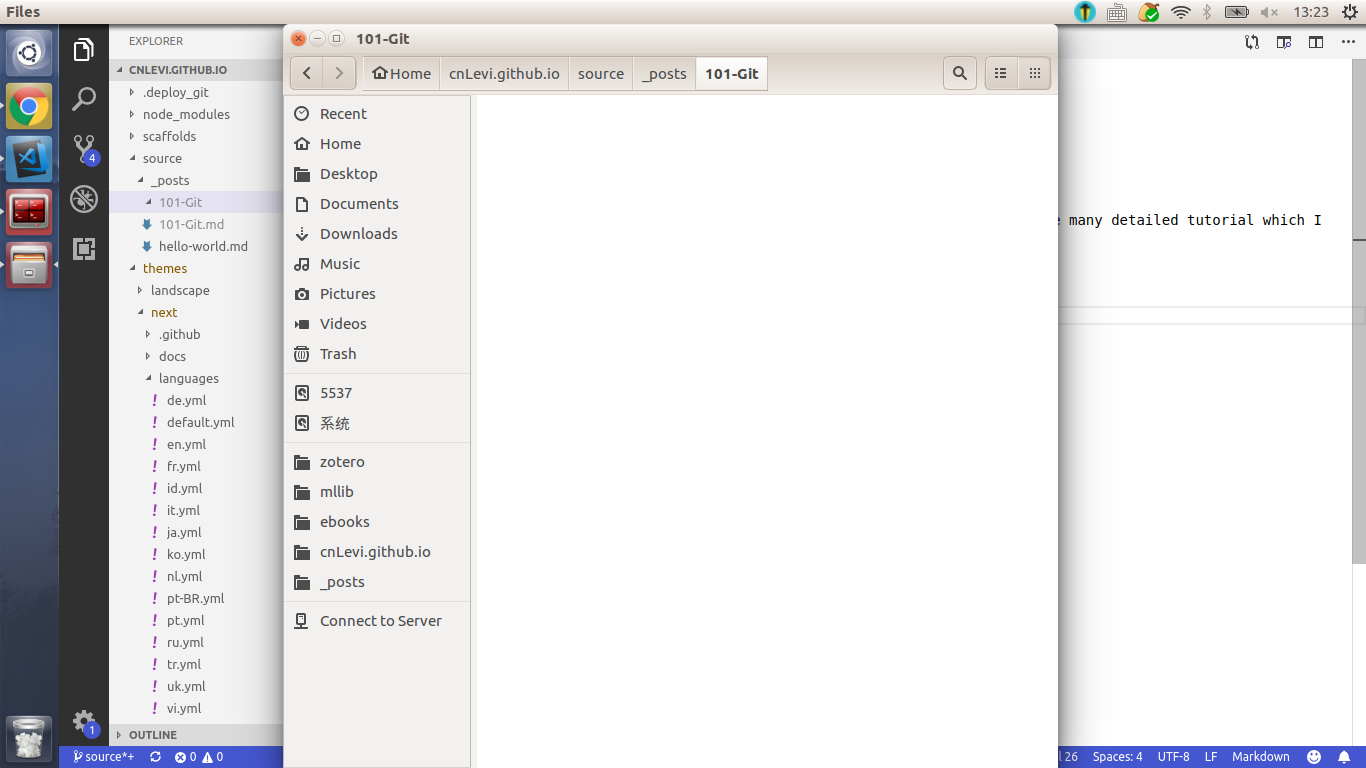 Files
13:23
EXPLORER
CNLEVI.GITHUB.IO
.deploy_git
node_modules
scaffolds
source
_posts
101-Git
101-Git.md
hello-world.md
themes
landscape
next
.github
docs
languages
! de.yml
! default.yml
! en.yml
! fr.yml
! id.yml
! it.yml
! ja.yml
! ko.yml
! nl.yml
! pt-BR.yml
! pt.yml
! ru.yml
! tr.yml
! uk.yml
! vi.yml
OUTLINE
4
1
101-Git
Home cnLevi.github.io source _posts 101-Git
Recent
Home
Desktop
Documents
Downloads
Music
Pictures
Videos
Trash
5537
系统
zotero
mllib
ebooks
cnLevi.github.io
_posts
Connect to Server
many detailed tutorial which I
source*+ 0 0 26 Spaces: 4 UTF-8 LF Markdown